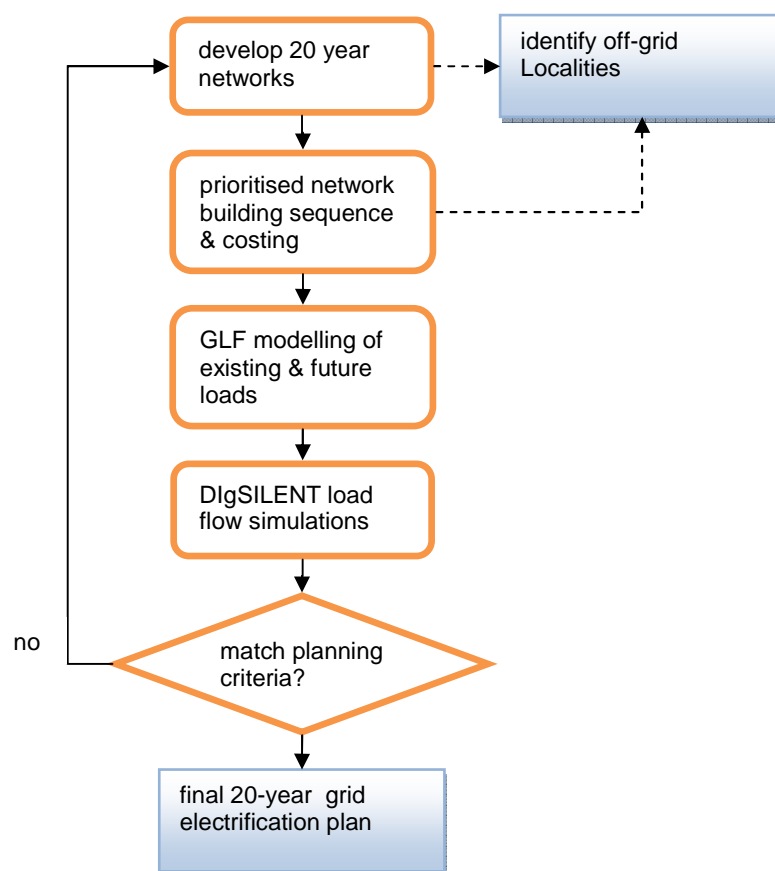 develop 20 year
networks
identify off-grid
Localities
prioritised network
building sequence
& costing
GLF modelling of
existing & future
loads
DIgSILENT load
flow simulations
no
match planning
criteria?
final 20-year grid
electrification plan